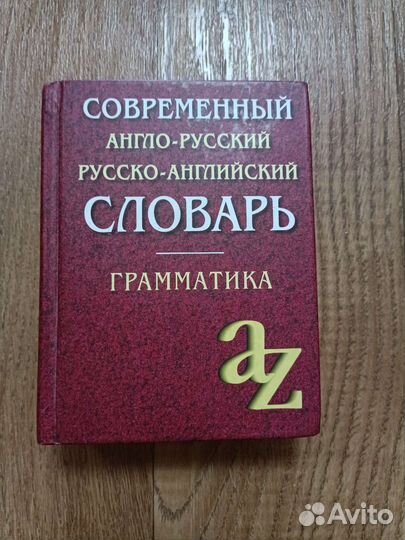 СОВРЕМЕННЫЙ
АНГЛО-РУССКИЙ
РУССКО-АНГЛИЙСКИЙ
СЛОВАРЬ
ГРАММАТИКА
aZ
Avito